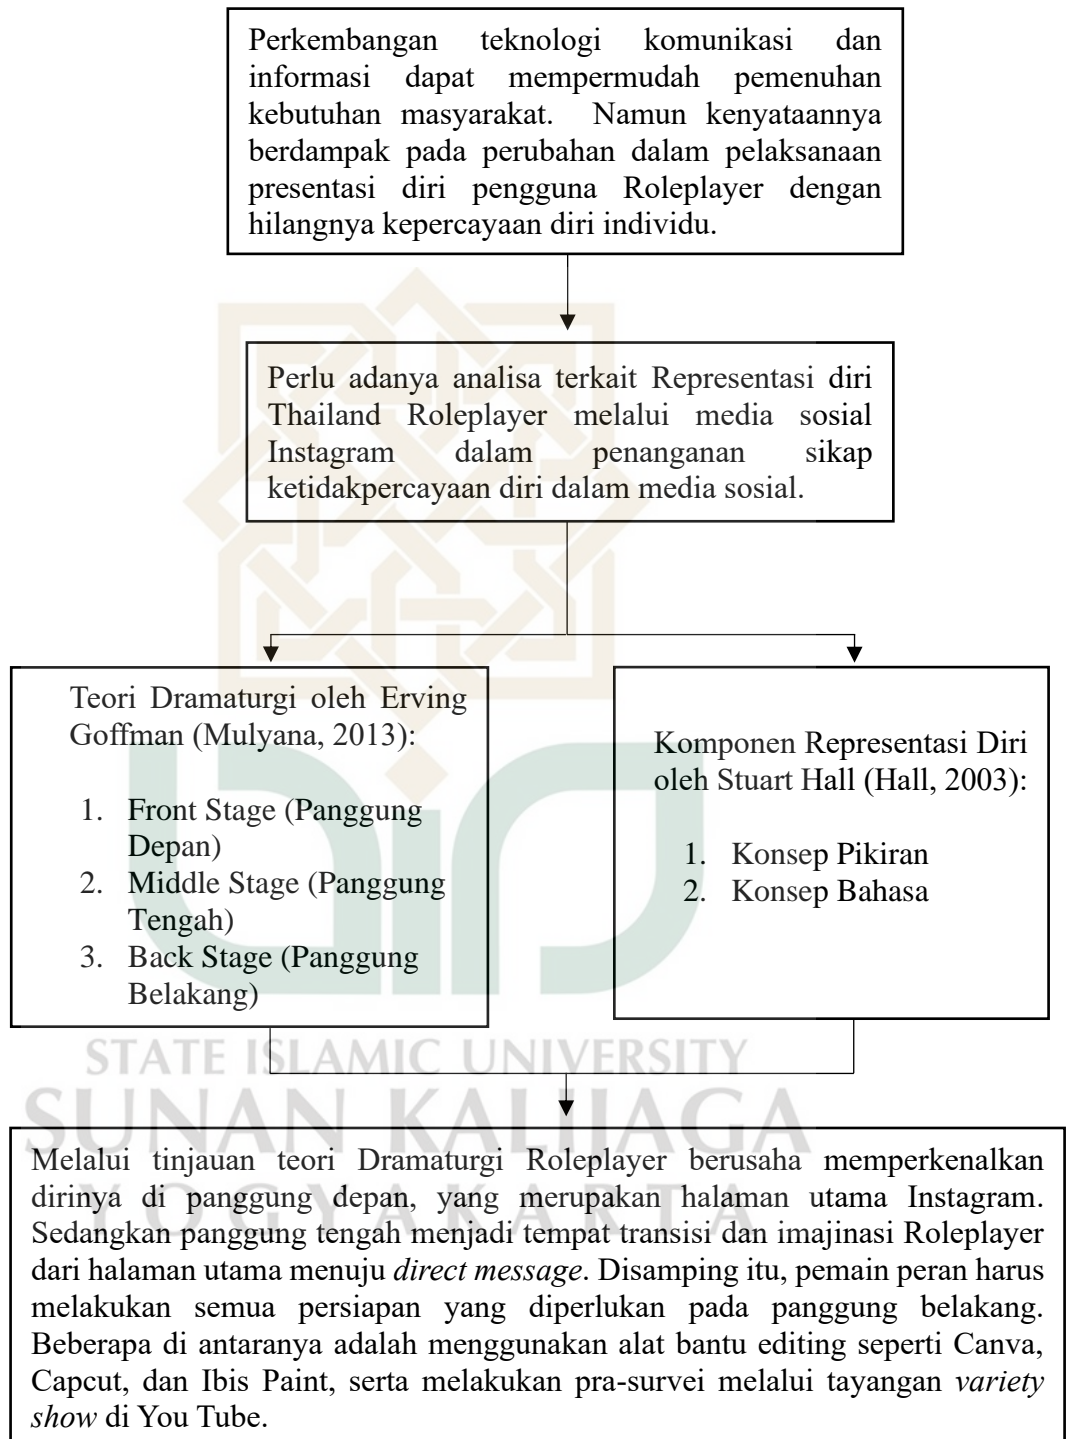 Perkembangan teknologi komunikasi dan
informasi dapat mempermudah pemenuhan
kebutuhan masyarakat. Namun kenyataannya
berdampak pada perubahan dalam pelaksanaan
presentasi diri pengguna Roleplayer dengan
hilangnya kepercayaan diri individu.
Perlu adanya analisa terkait Representasi diri
Thailand Roleplayer melalui media sosial
Instagram dalam penanganan sikap
ketidakpercayaan diri dalam media sosial.
Teori Dramaturgi oleh Erving
Goffman (Mulyana, 2013):
1. Front Stage (Panggung
Depan)
2. Middle Stage (Panggung
Tengah)
3. Back Stage (Panggung
Belakang)
Komponen Representasi Diri
oleh Stuart Hall (Hall, 2003):
1. Konsep Pikiran
2. Konsep Bahasa
STATE ISLAMIC UNIVERSITY
SUNAN KALIJAGA
YOGYAKARTA
Melalui tinjauan teori Dramaturgi Roleplayer berusaha memperkenalkan
dirinya di panggung depan, yang merupakan halaman utama Instagram.
Sedangkan panggung tengah menjadi tempat transisi dan imajinasi Roleplayer
dari halaman utama menuju direct message. Disamping itu, pemain peran harus
melakukan semua persiapan yang diperlukan pada panggung belakang.
Beberapa di antaranya adalah menggunakan alat bantu editing seperti Canva,
Capcut, dan Ibis Paint, serta melakukan pra-survei melalui tayangan variety
show di You Tube.